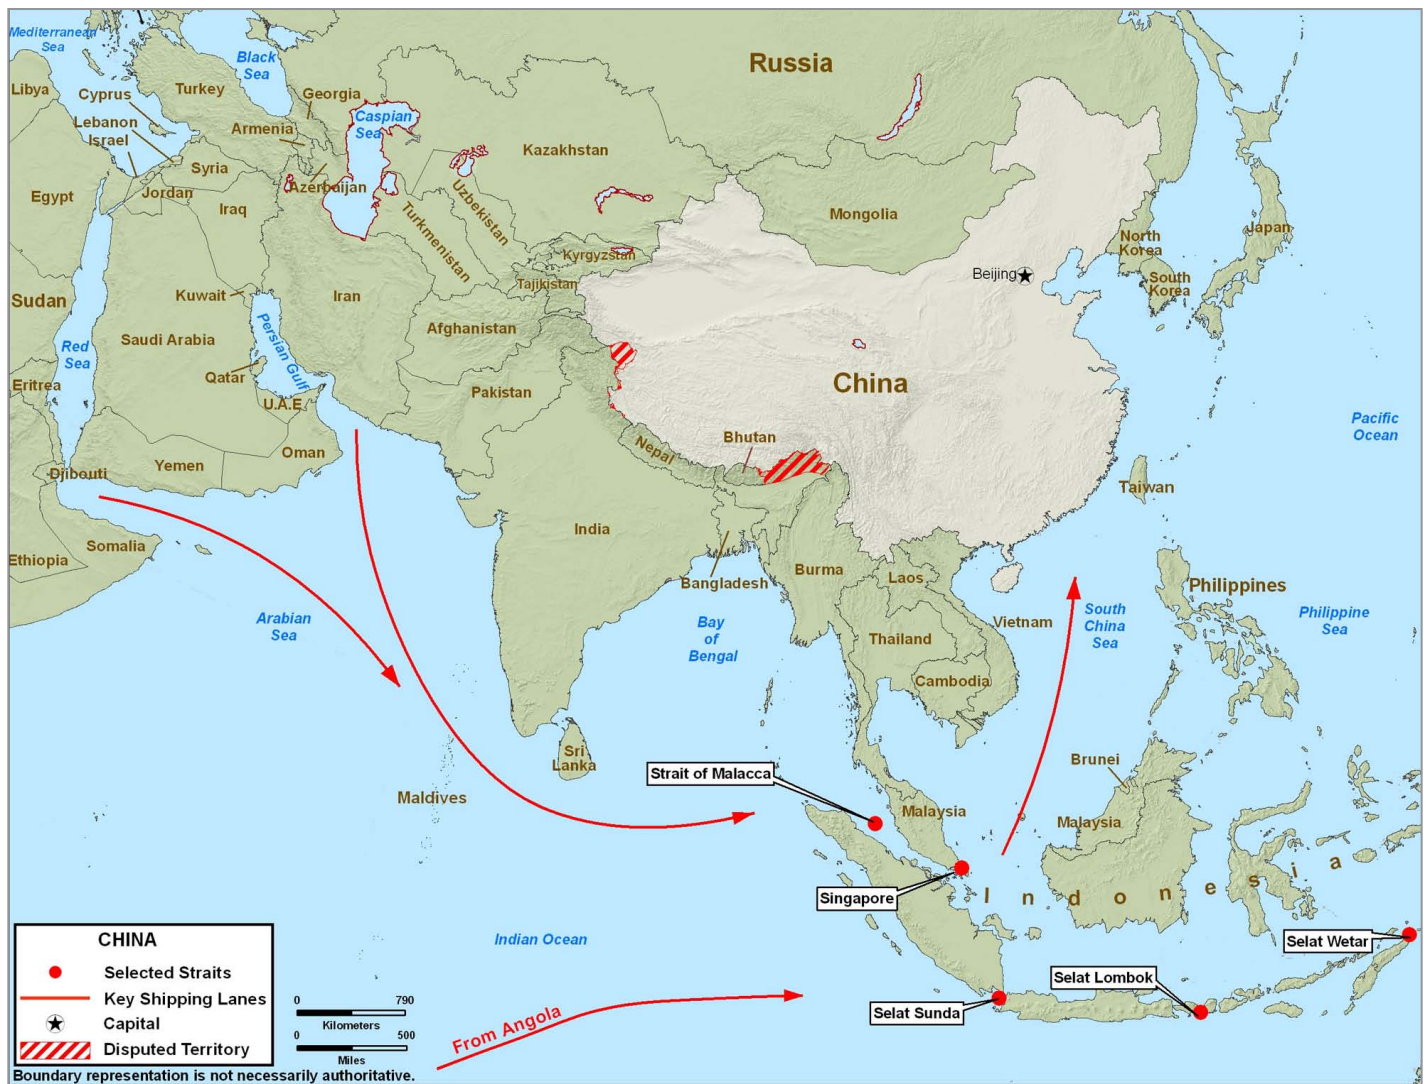 Mediterranean
Sea
Black
Sea
Russia
Libya
Cyprus
Turkey
Georgia
Caspian
Sea
Lebanon
Israel
Armenia
Kazakhstan
Syria
Egypt
Jordan
Azerbaijan
Iraq
Uzbekistan
Turkmenistan
Mongolia
North
Korea
Japan
Kyrgyzstan
Tajikistan
Beijing
South
Korea
Sudan
Kuwait
Iran
Afghanistan
Red
Sea
Saudi Arabia
Persian Gulf
Eritrea
Qatar
Pakistan
China
U.A.E
Pacific
Ocean
Oman
Nepal
Bhutan
Yemen
Djibouti
Taiwan
India
Somalia
Ethiopia
Bangladesh
Burma
Laos
Philippines
Arabian
Sea
Bay
of
Bengal
Thailand
Vietnam
South
China
Sea
Philippine
Sea
Cambodia
Sri
Lanka
Brunei
Strait of Malacca
Maldives
Malaysia
Malaysia
Singapore
Indonesia
Indian Ocean
Selat Wetar
Selat Lombok
Selat Sunda
From Angola
CHINA
Selected Straits
Key Shipping Lanes
Capital
Disputed Territory
0 790
Kilometers
0 500
Miles
Boundary representation is not necessarily authoritative.